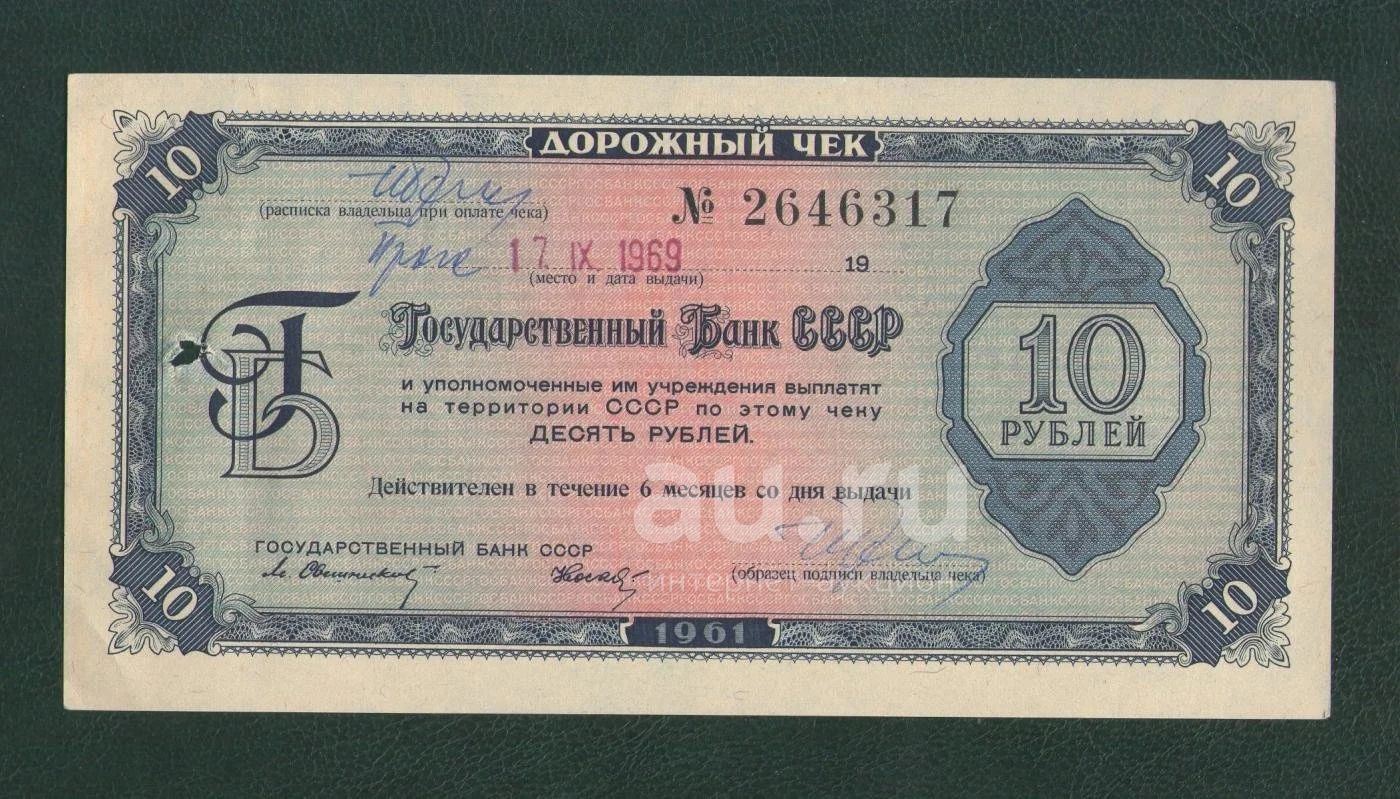 10 ДОРОЖНЫЙ ЧЕК 10
(расписка владельца при оплате чека)
№ 2646317
17 IX 1969 19
(место и дата выдачи)
ГБ
Государственный Банк СССР
и уполномоченные им учреждения выплатят
на территории СССР по этому чеку
ДЕСЯТЬ РУБЛЕЙ.
10
РУБЛЕЙ
Действителен в течение 6 месяцев со дня выдачи
au.ru
ГОСУДАРСТВЕННЫЙ БАНК СССР
(образец подписи владельца чека)
10 1961 10